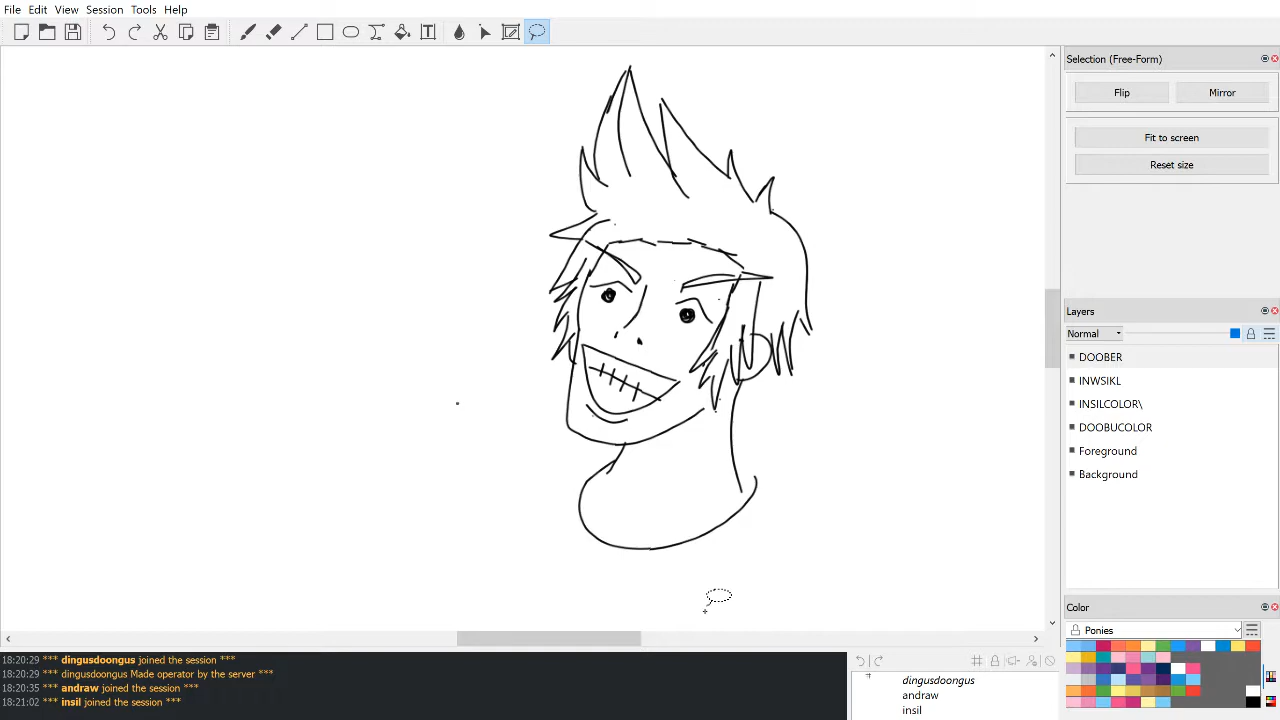 File Edit View Session Tools Help
Selection (Free-Form)
Flip Mirror
Fit to screen
Reset size
Layers
Normal
DOOBER
INWSIKL
INSILCOLOR\
DOOBUCOLOR
Foreground
Background
Color
Ponies
18:20:29 *** dingusdoongus joined the session ***
18:20:29 *** dingusdoongus Made operator by the server ***
18:20:35 *** andraw joined the session ***
18:21:02 *** insil joined the session ***
dingusdoongus
andraw
insil